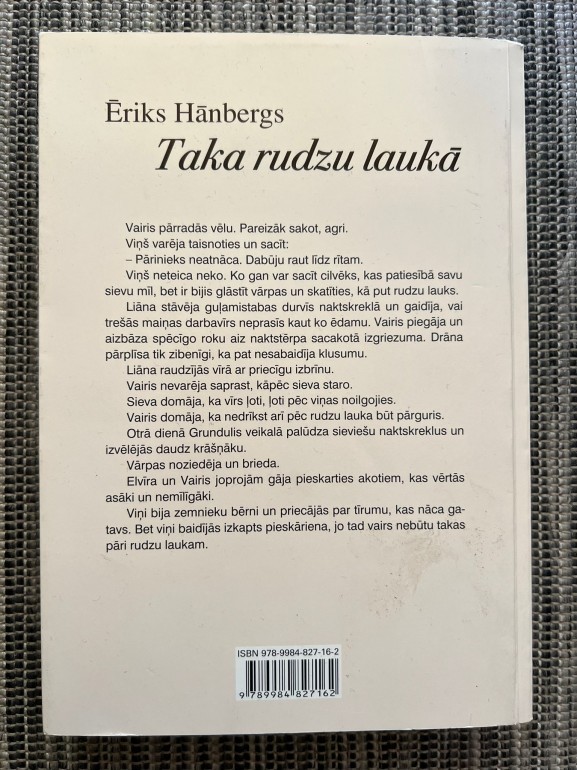 Ēriks Hānbergs
Taka rudzu laukā
Vairis pārradās vēlu. Pareizāk sakot, agri.
Viņš varēja taisnoties un sacīt:
– Pārinieks neatnāca. Dabūju raut līdz rītam.
Viņš neteica neko. Ko gan var sacīt cilvēks, kas patiesībā savu
sievu mīl, bet ir bijis glāstīt vārpas un skatīties, kā put rudzu lauks.
Liāna stāvēja guļamistabas durvīs naktskreklā un gaidīja, vai
trešās maiņas darbavīrs neprasīs kaut ko ēdamu. Vairis piegāja un
aizbāza spēcīgo roku aiz naktstērpa sacakotā izgriezuma. Drāna
pārplīsa tik zibenīgi, ka pat nesabaidīja klusumu.
Liāna raudzījās vīrā ar priecīgu izbrīnu.
Vairis nevarēja saprast, kāpēc sieva staro.
Sieva domāja, ka vīrs ļoti, ļoti pēc viņas noilgojies.
Vairis domāja, ka nedrīkst arī pēc rudzu lauka būt pārguris.
Otrā dienā Grundulis veikalā palūdza sieviešu naktskreklus un
izvēlējās daudz krāšņāku.
Vārpas noziedēja un brieda.
Elvīra un Vairis joprojām gāja pieskarties akotiem, kas vērtās
asāki un nemīlīgāki.
Viņi bija zemnieku bērni un priecājās par tīrumu, kas nāca ga-
tavs. Bet viņi baidījās izkapts pieskāriena, jo tad vairs nebūtu takas
pāri rudzu laukam.
ISBN 978-9984-827-16-2
9 789984 827162